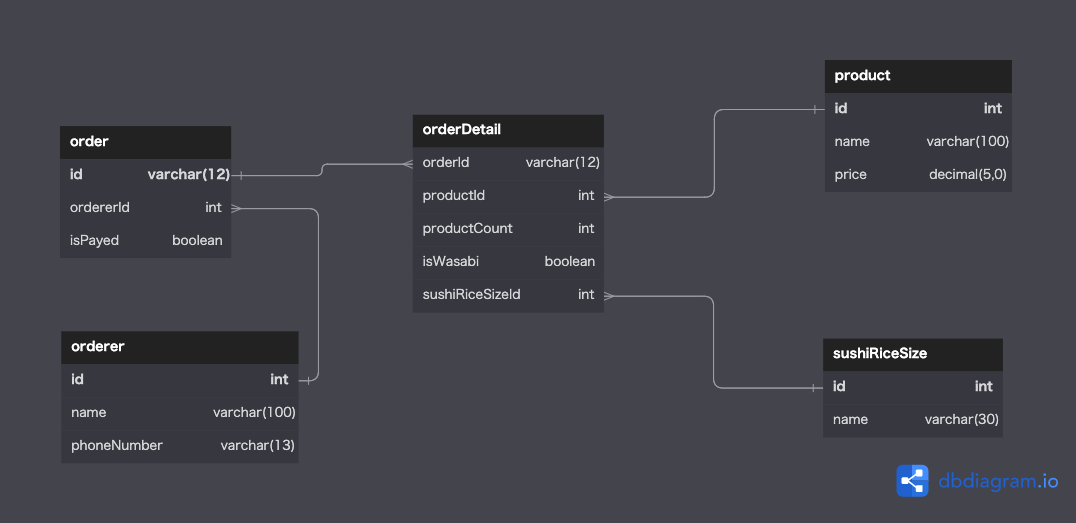 order
id varchar(12)
ordererId int
isPayed boolean
orderer
id int
name varchar(100)
phoneNumber varchar(13)
orderDetail
orderId varchar(12)
productId int
productCount int
isWasabi boolean
sushiRiceSizeId int
product
id int
name varchar(100)
price decimal(5,0)
sushiRiceSize
id int
name varchar(30)
dbdiagram.io